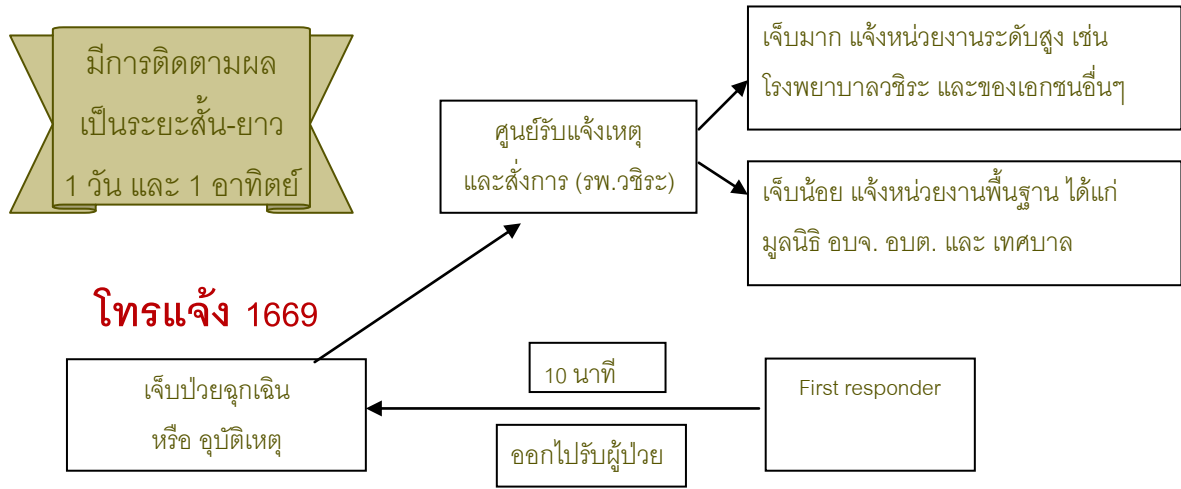 มีการติดตามผล
เป็นระยะสั้น-ยาว
1 วัน และ 1 อาทิตย์
เจ็บมาก แจ้งหน่วยงานระดับสูง เช่น
โรงพยาบาลวชิระ และของเอกชนอื่นๆ
ศูนย์รับแจ้งเหตุ
และสั่งการ (รพ.วชิระ)
เจ็บน้อย แจ้งหน่วยงานพื้นฐาน ได้แก่
มูลนิธิ อบจ. อบต. และ เทศบาล
โทรแจ้ง 1669
เจ็บป่วยฉุกเฉิน
หรือ อุบัติเหตุ
10 นาที
ออกไปรับผู้ป่วย
First responder